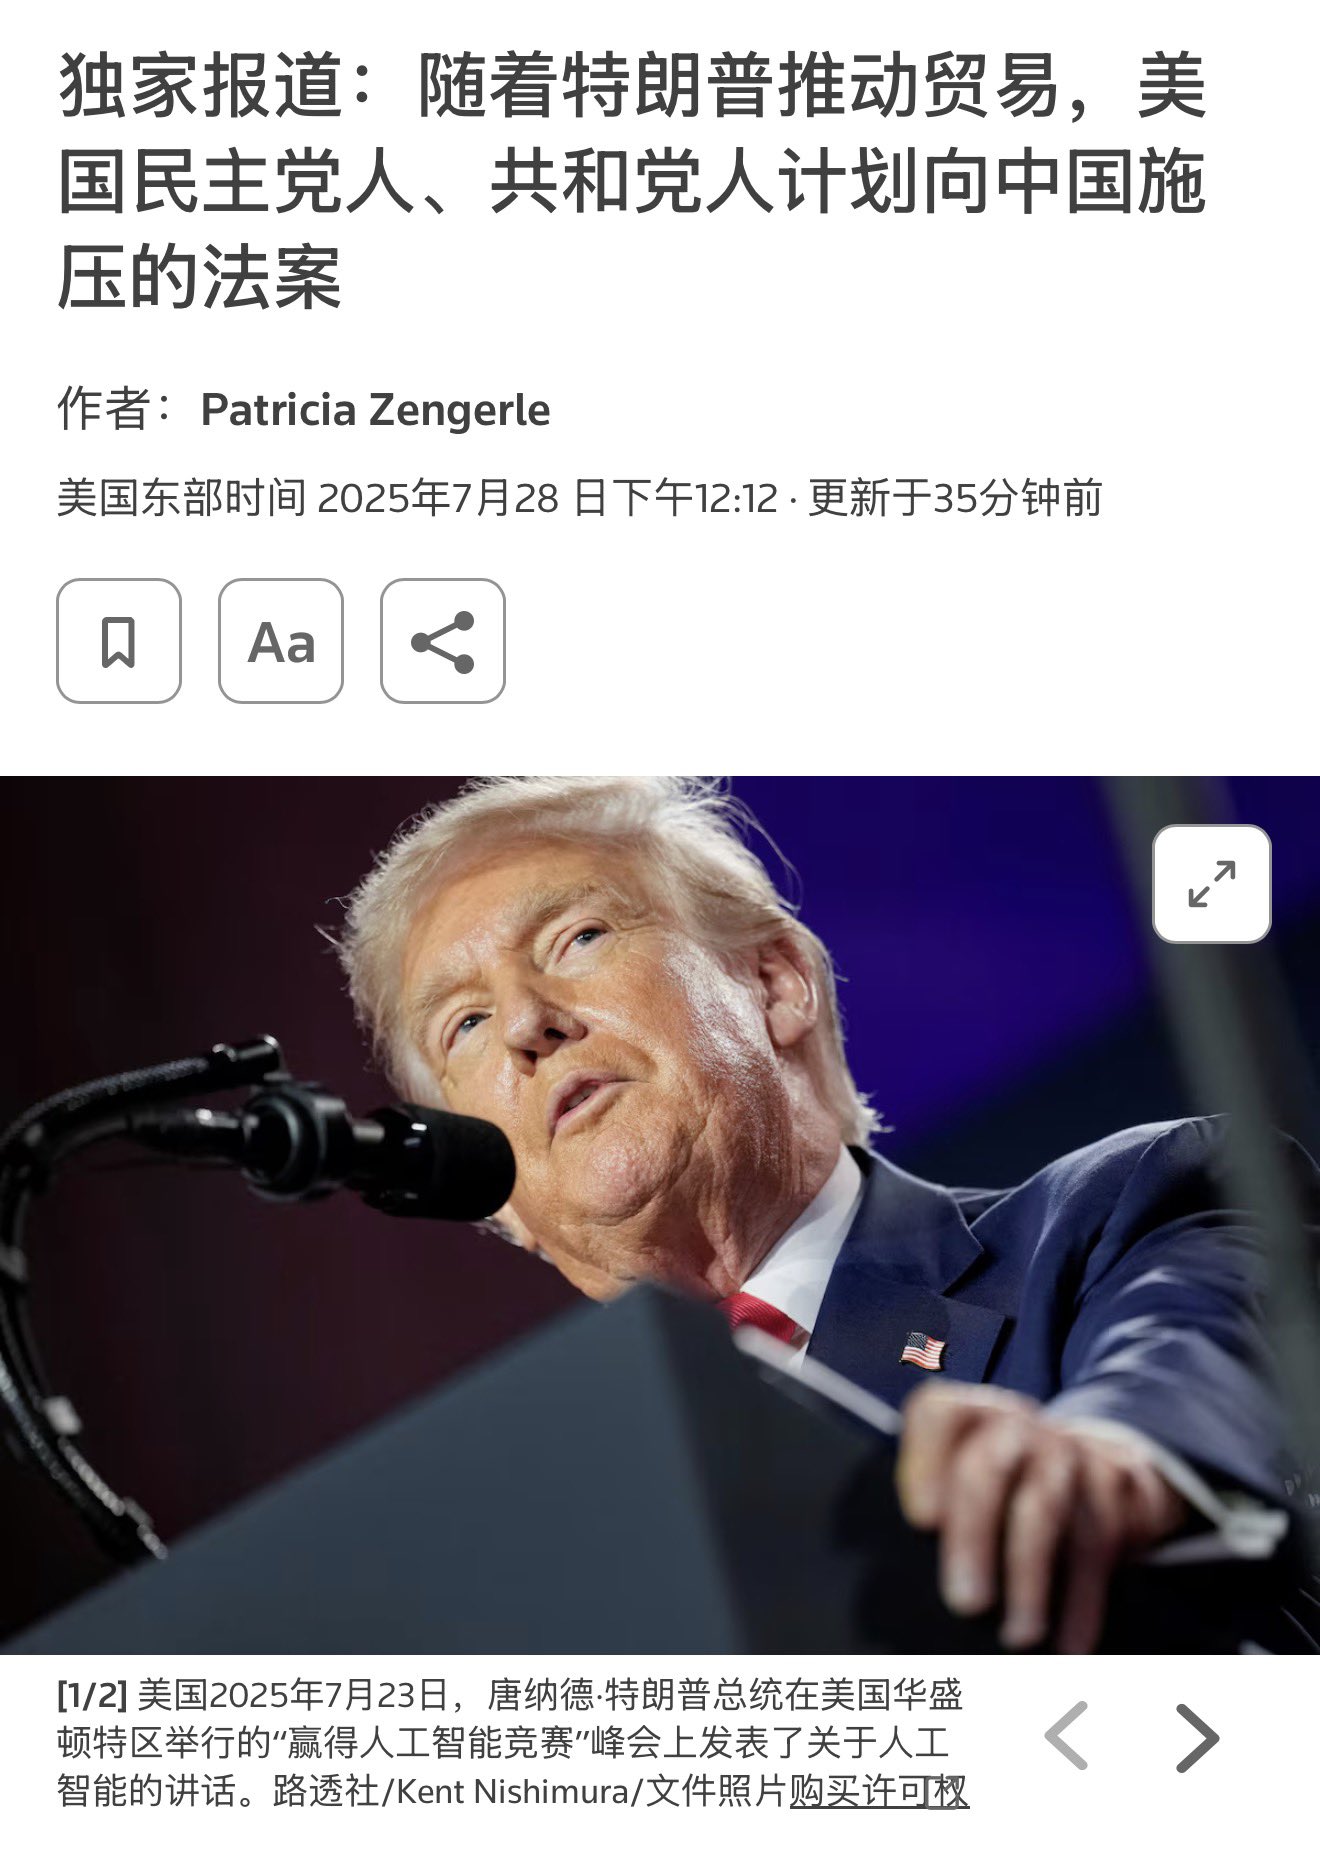 独家报道：随着特朗普推动贸易，美
国民主党人、共和党人计划向中国施
压的法案
作者：Patricia Zengerle
美国东部时间 2025年7月28 日下午12:12 · 更新于35分钟前
Aa
[1/2] 美国2025年7月23日，唐纳德·特朗普总统在美国华盛
顿特区举行的“赢得人工智能竞赛”峰会上发表了关于人工
智能的讲话。路透社/Kent Nishimura/文件照片购买许可权